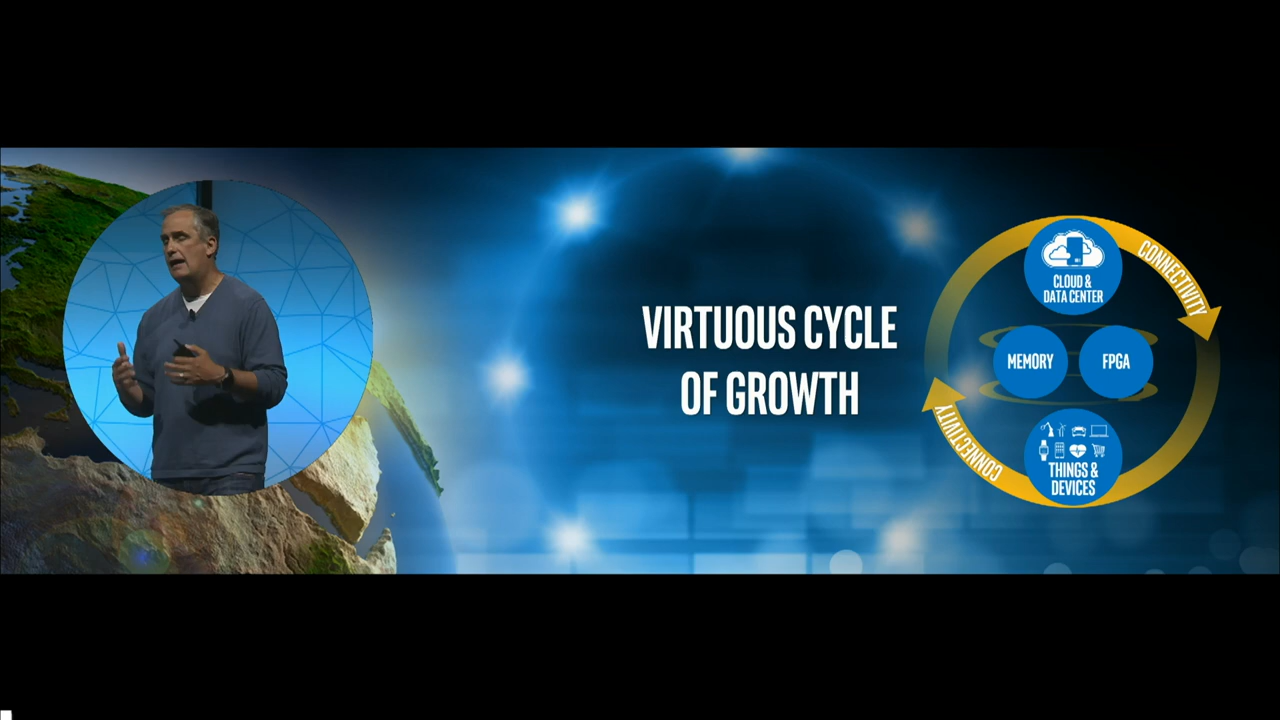 VIRTUOUS CYCLE
OF GROWTH
CONNECTIVITY
CLOUD &
DATA CENTER
MEMORY
FPGA
THINGS &
DEVICES
CONNECTIVITY